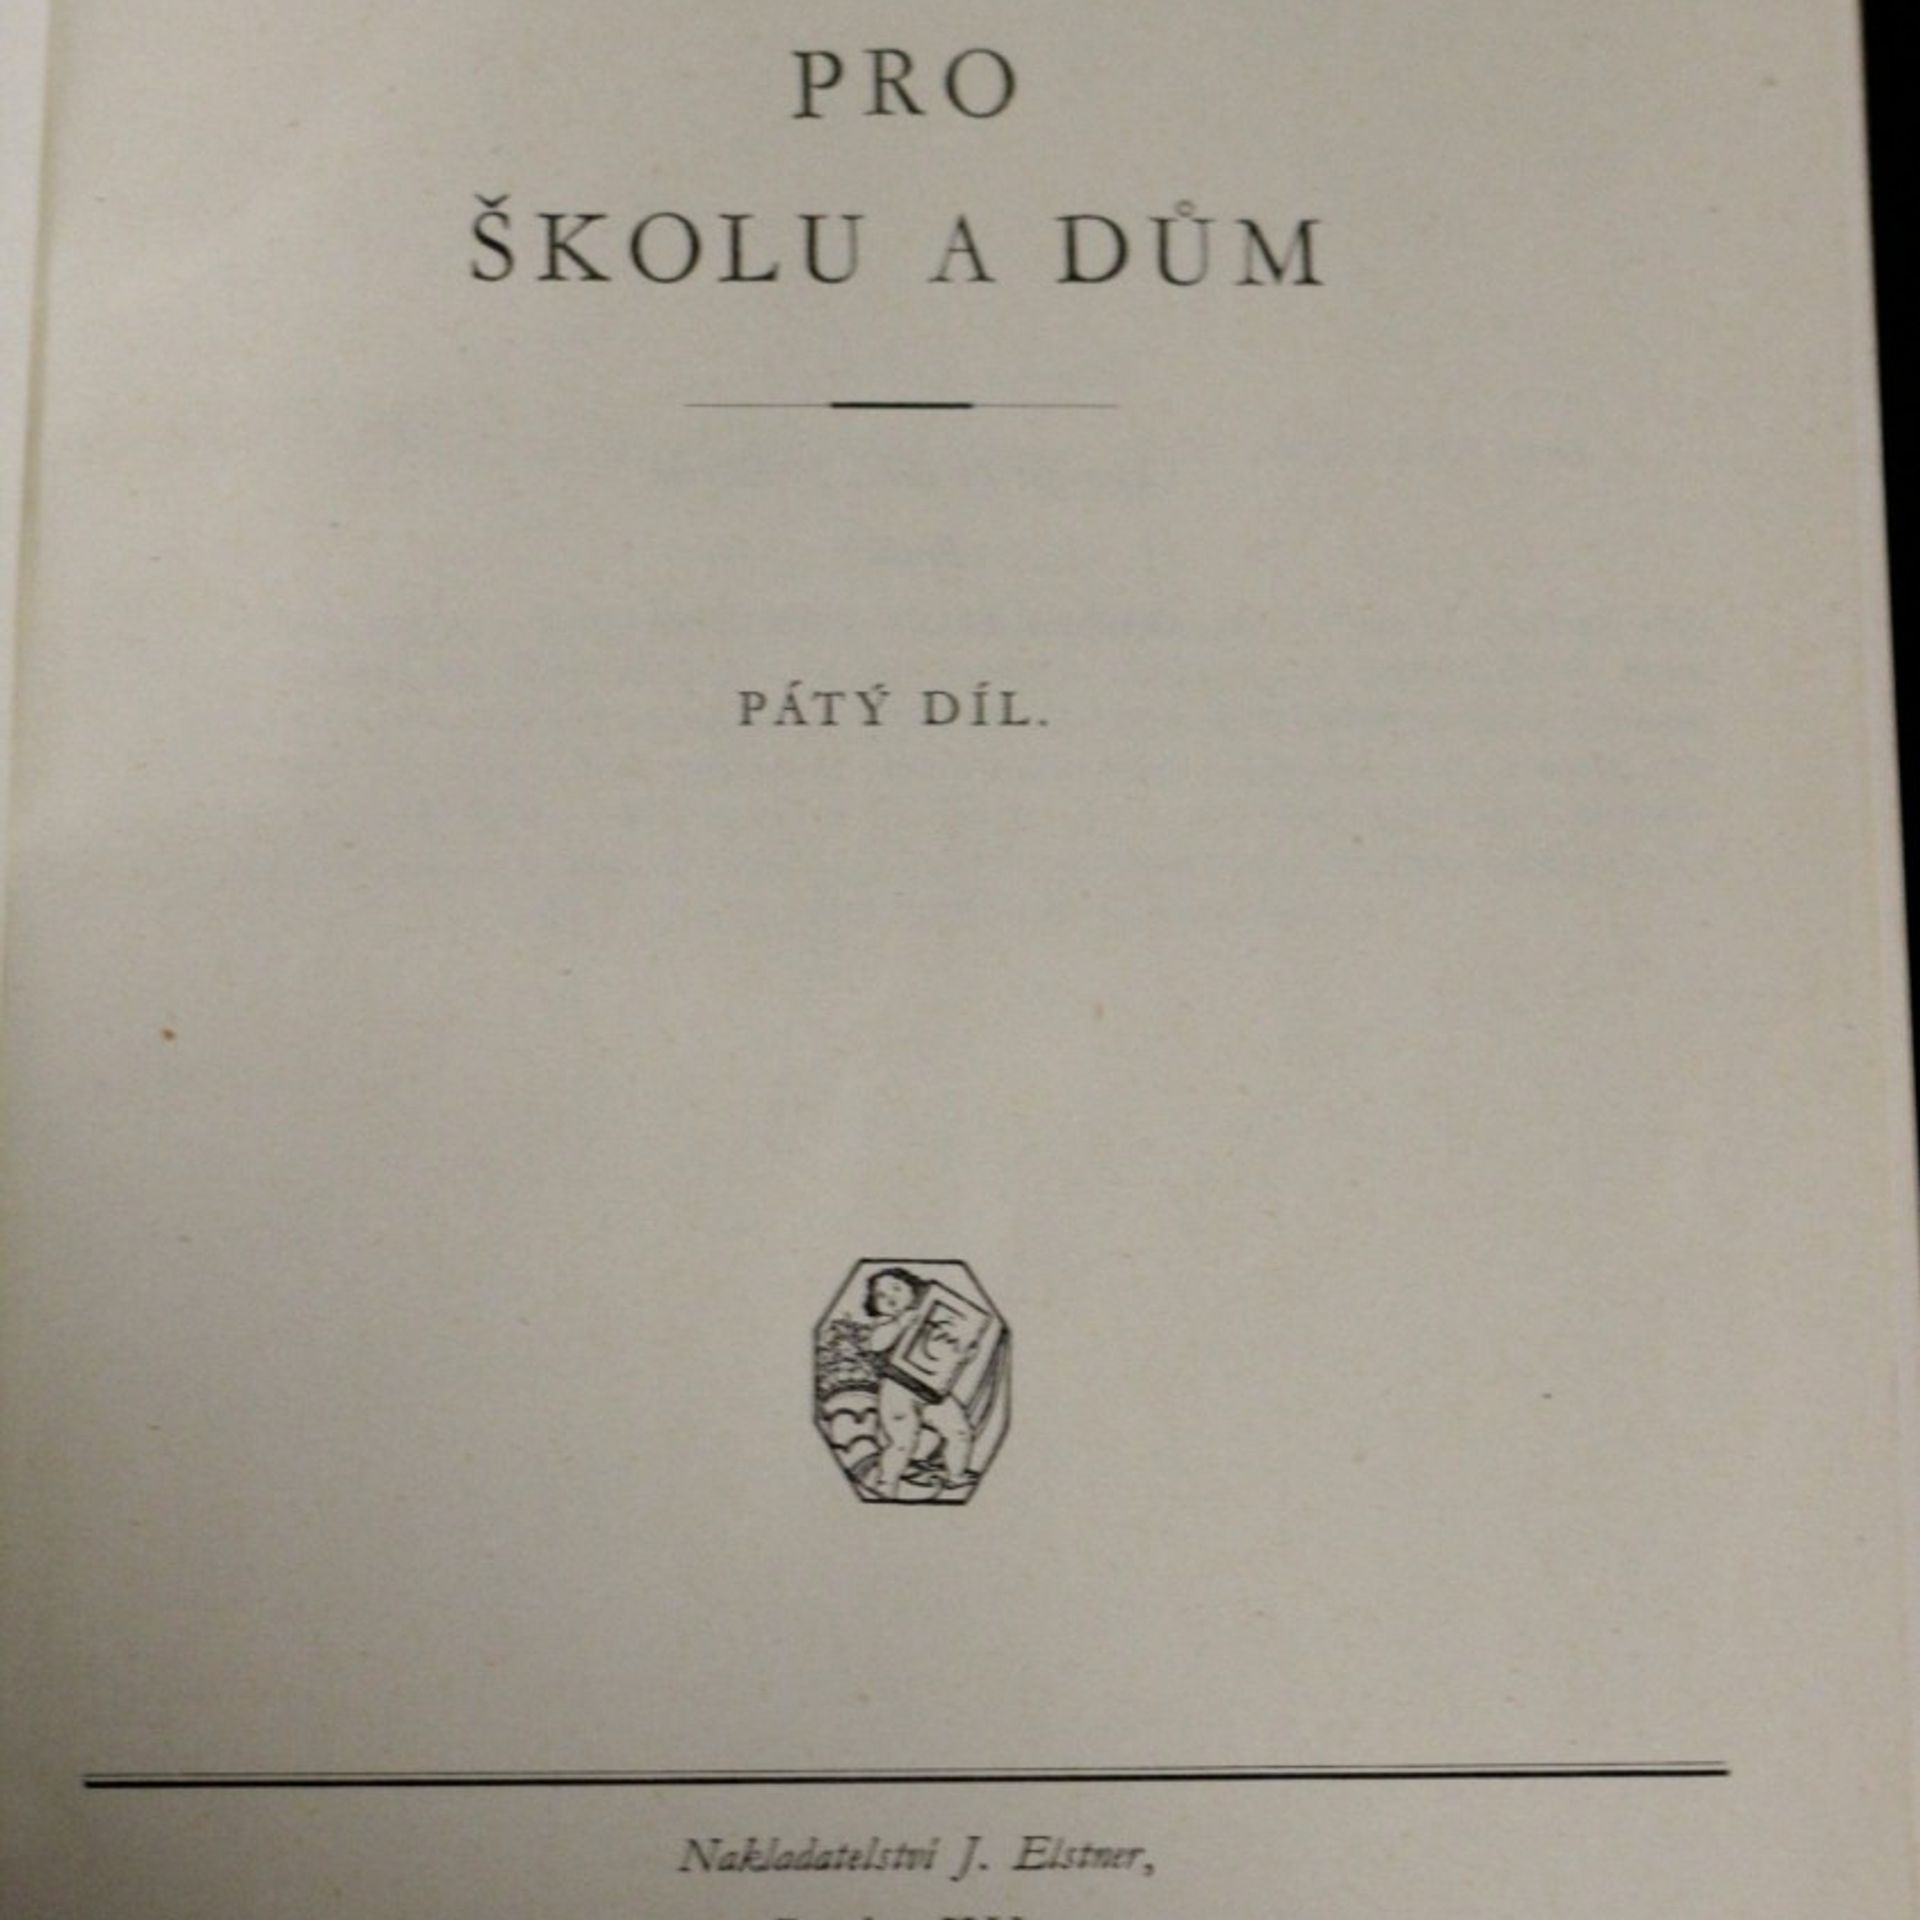 PRO
ŠKOLU A DŮM
PÁTÝ DÍL.
Nakladatelství J. Elstner,